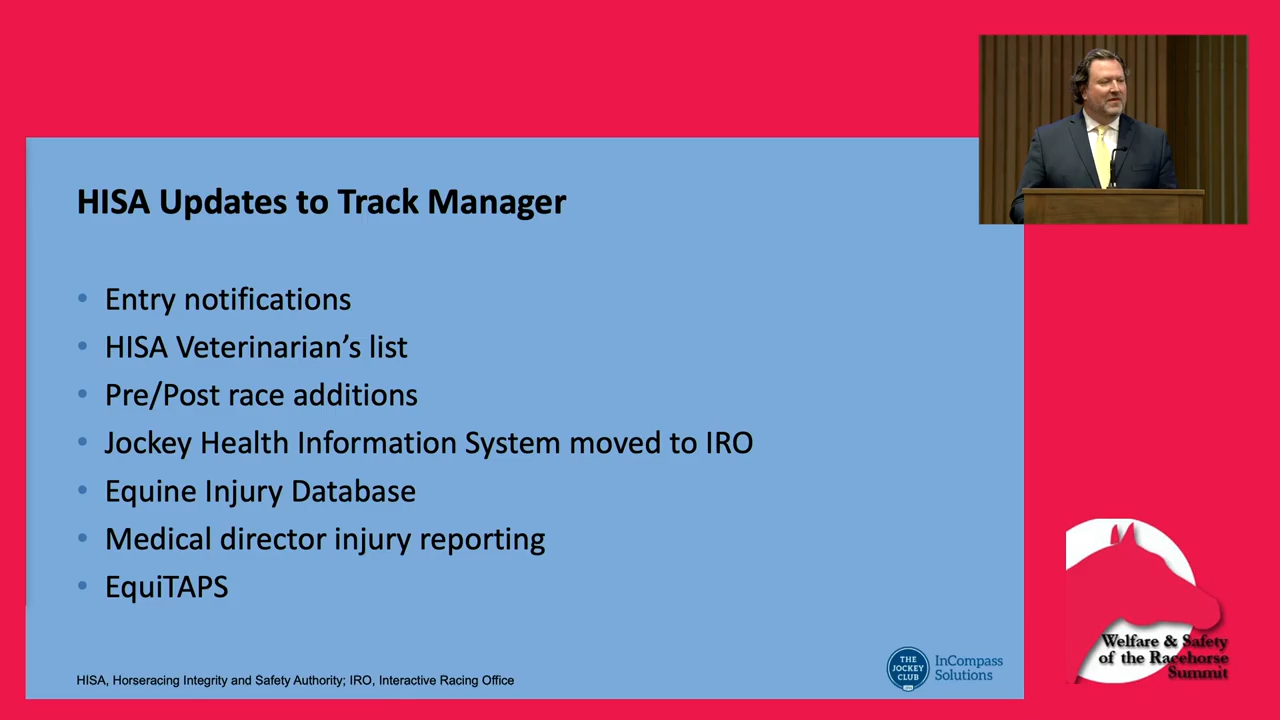 HISA Updates to Track Manager
• Entry notifications
• HISA Veterinarian’s list
• Pre/Post race additions
• Jockey Health Information System moved to IRO
• Equine Injury Database
• Medical director injury reporting
• EquiTAPS
HISA, Horseracing Integrity and Safety Authority; IRO, Interactive Racing Office
THE
JOCKEY
CLUB
InCompass
Solutions
Welfare & Safety
of the Racehorse
Summit